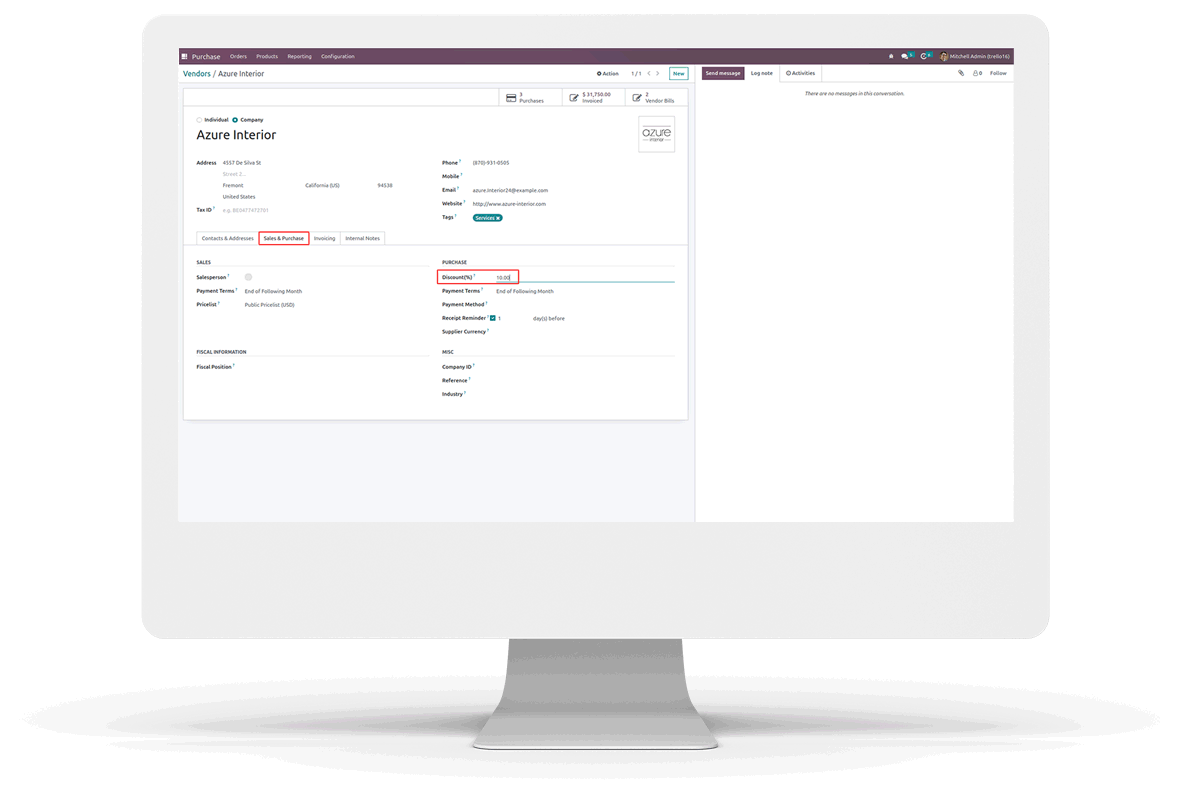 Purchase Orders Products Reporting Configuration Mitchell Admin (trello16)
Vendors / Azure Interior Action 1 / 1 New Send message Log note Activities 0 Follow
There are no messages in this conversation.
3 Purchases
$ 31,750.00 Invoiced
2 Vendor Bills
Individual Company
Azure Interior
azure interior
Address 4557 De Silva St
Street 2...
Fremont California (US) 94538
United States
Tax ID ? e.g. BE0477472701
Phone ? (870)-931-0505
Mobile ?
Email ? azure.Interior24@example.com
Website ? http://www.azure-interior.com
Tags ? Services ×
Contacts & Addresses Sales & Purchase Invoicing Internal Notes
SALES
Salesperson ?
Payment Terms ? End of Following Month
Pricelist ? Public Pricelist (USD)
PURCHASE
Discount(%) ? 10.00
Payment Terms ? End of Following Month
Payment Method ?
Receipt Reminder ? 1 day(s) before
Supplier Currency ?
FISCAL INFORMATION
Fiscal Position ?
MISC
Company ID ?
Reference ?
Industry ?